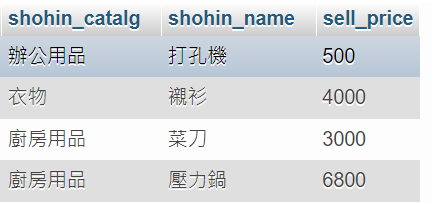 shohin_catalg shohin_name sell_price
辦公用品 打孔機 500
衣物 襯衫 4000
廚房用品 菜刀 3000
廚房用品 壓力鍋 6800